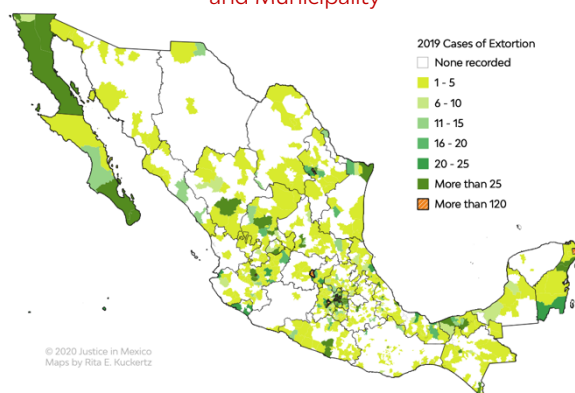 and Municipality
2019 Cases of Extortion
None recorded
1 - 5
6 - 10
11 - 15
16 - 20
20 - 25
More than 25
More than 120
© 2020 Justice in Mexico
Maps by Rita E. Kuckertz